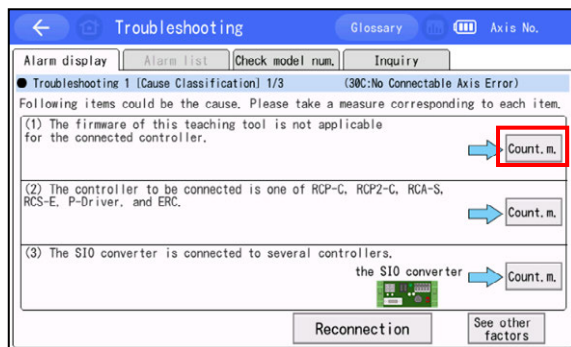 Troubleshooting
Glossary
Axis No.
Alarm display
Alarm list
Check model num.
Inquiry
● Troubleshooting 1 [Cause Classification] 1/3 (30C:No Connectable Axis Error)
Following items could be the cause. Please take a measure corresponding to each item.
(1) The firmware of this teaching tool is not applicable
for the connected controller.
Count.m.
(2) The controller to be connected is one of RCP-C, RCP2-C, RCA-S,
RCS-E, P-Driver, and ERC.
Count.m.
(3) The SIO converter is connected to several controllers.
the SIO converter
Count.m.
Reconnection
See other
factors